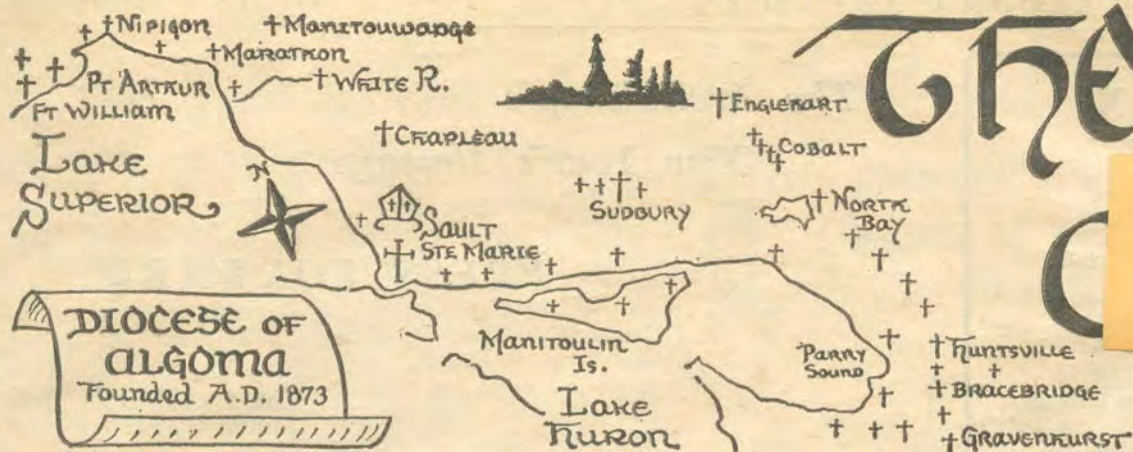 The
Nipigon
Manitouwadge
Marathon
White R.
Pt Arthur
Ft William
Lake
Superior
Chapleau
Englehart
Cobalt
N
Sault
Ste Marie
Sudbury
North
Bay
Manitoulin
Is.
Parry
Sound
Huntsville
Bracebridge
Gravenhurst
Lake
Huron
DIOCESE OF
ALGOMA
Founded A.D. 1873